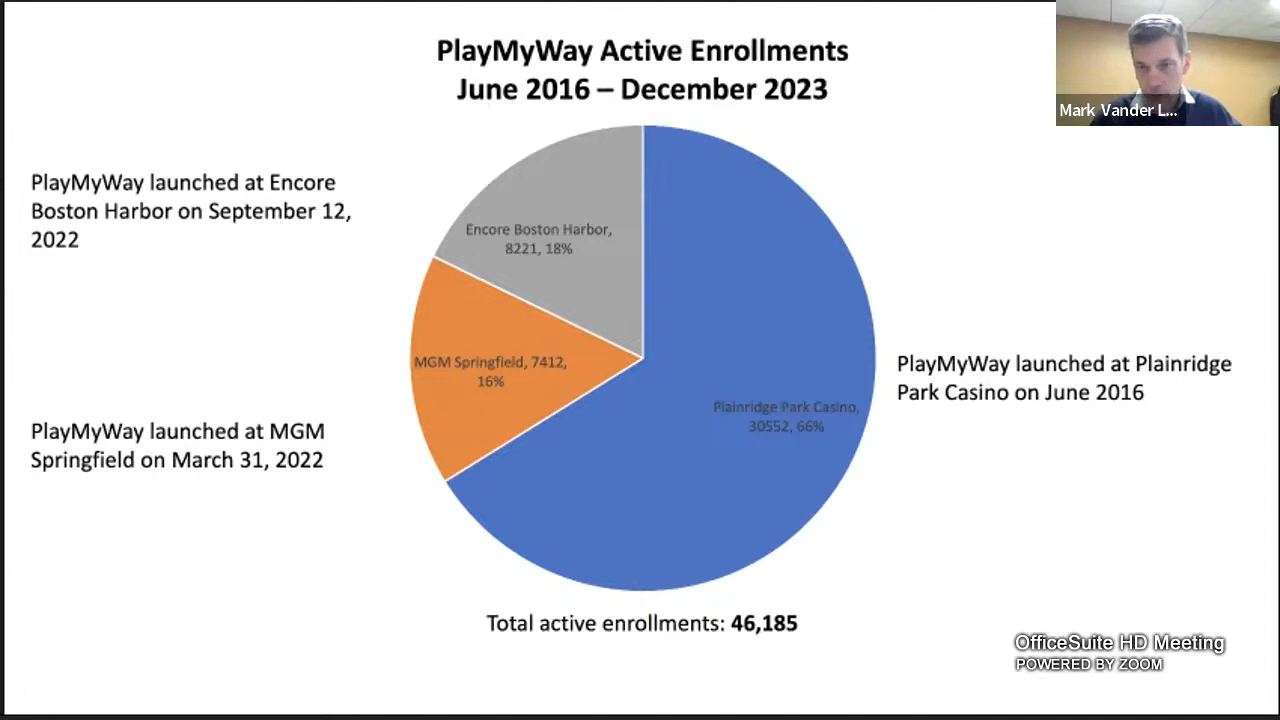 PlayMyWay Active Enrollments
June 2016 – December 2023
Mark Vander L...
PlayMyWay launched at Encore
Boston Harbor on September 12,
2022
Encore Boston Harbor,
8221, 18%
MGM Springfield, 7412,
16%
PlayMyWay launched at Plainridge
Park Casino on June 2016
Plainridge Park Casino,
30552, 66%
PlayMyWay launched at MGM
Springfield on March 31, 2022
Total active enrollments: 46,185
OfficeSuite HD Meeting
POWERED BY ZOOM